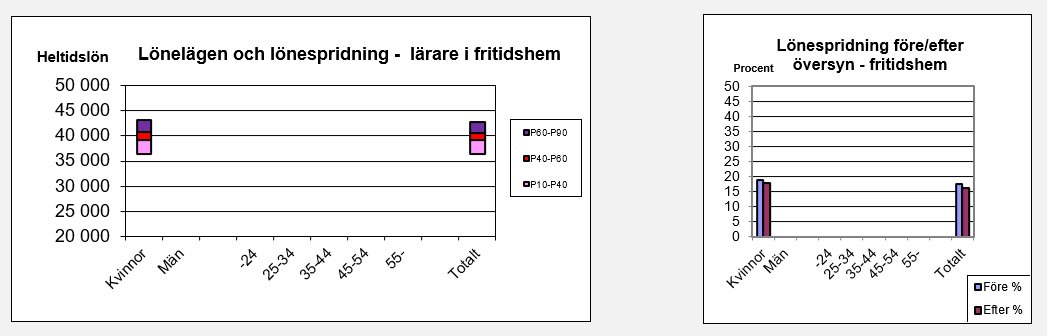 Lönelägen och lönespridning - lärare i fritidshem
Heltidslön
50 000
45 000
40 000
35 000
30 000
25 000
20 000
Kvinnor
Män
-24
25-34
35-44
45-54
55-
Totalt
P60-P90
P40-P60
P10-P40
Lönespridning före/efter
översyn - fritidshem
Procent
50
45
40
35
30
25
20
15
10
5
0
Kvinnor
Män
-24
25-34
35-44
45-54
55-
Totalt
Före %
Efter %